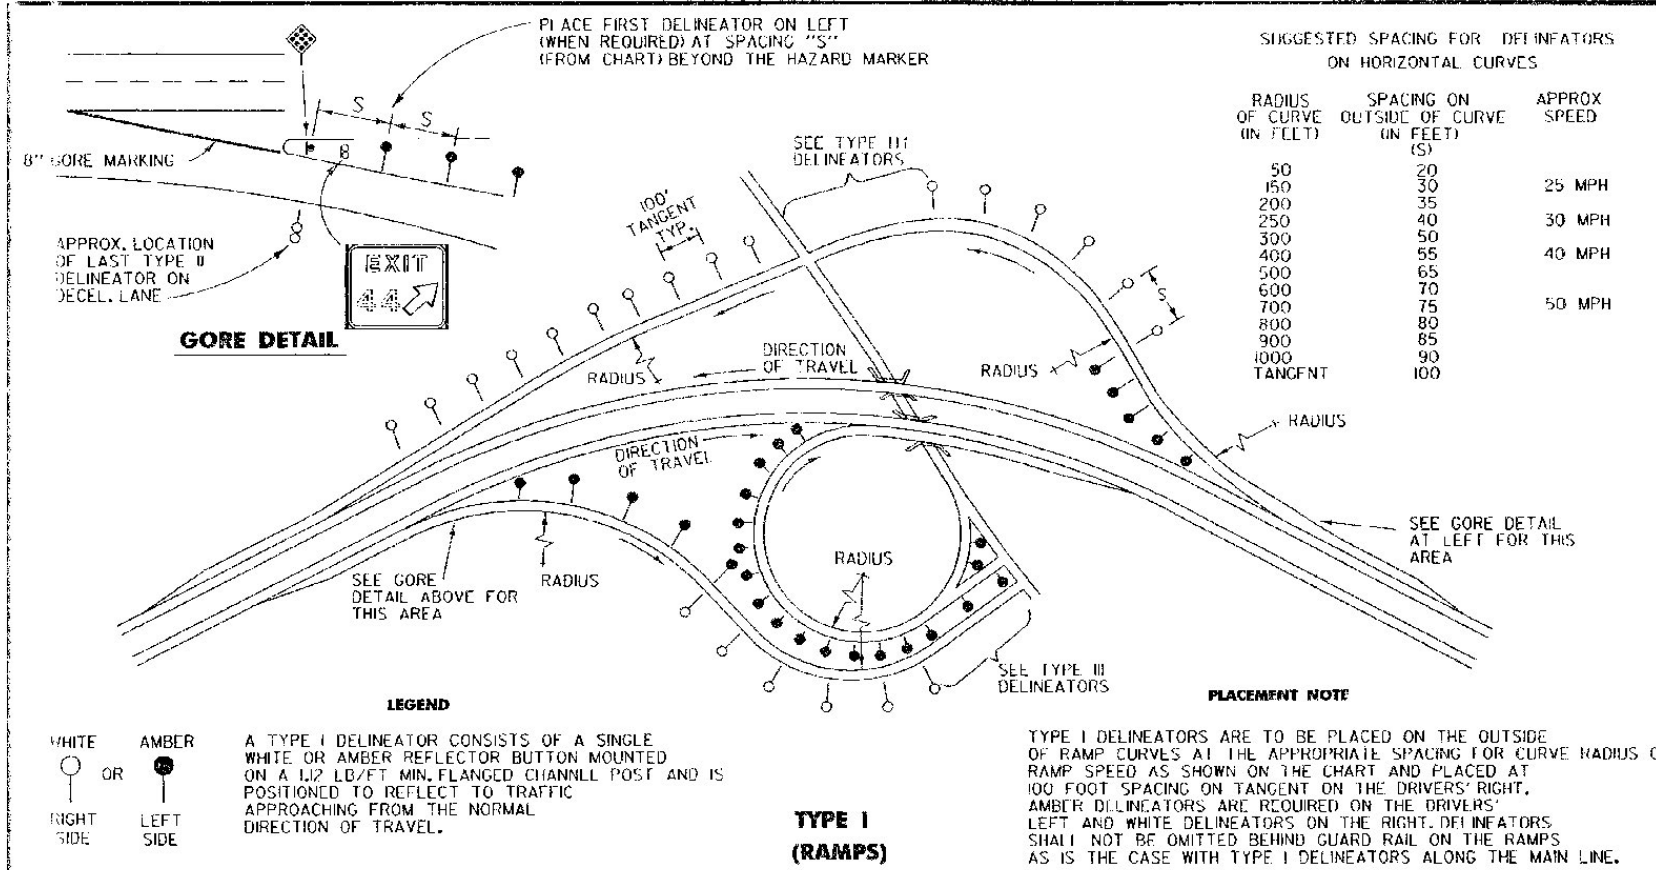 PLACE FIRST DELINEATOR ON LEFT
(WHEN REQUIRED) AT SPACING "S"
(FROM CHART) BEYOND THE HAZARD MARKER
S
S
8" GORE MARKING
APPROX. LOCATION
OF LAST TYPE II
DELINEATOR ON
DECEL. LANE
EXIT
44
GORE DETAIL
SUGGESTED SPACING FOR DELINEATORS
ON HORIZONTAL CURVES
RADIUS OF CURVE (IN FEET) SPACING ON OUTSIDE OF CURVE (IN FEET) (S) APPROX SPEED
50 20
150 30 25 MPH
200 35
250 40 30 MPH
300 50
400 55 40 MPH
500 65
600 70
700 75 50 MPH
800 80
900 85
1000 90
TANGENT 100
SEE TYPE III
DELINEATORS
100'
TANGENT
TYP.
S
RADIUS
DIRECTION
OF TRAVEL
RADIUS
RADIUS
DIRECTION
OF TRAVEL
SEE GORE DETAIL
AT LEFT FOR THIS
AREA
RADIUS
SEE GORE
DETAIL ABOVE FOR
THIS AREA
RADIUS
SEE TYPE III
DELINEATORS
LEGEND
WHITE OR AMBER
RIGHT SIDE LEFT SIDE
A TYPE I DELINEATOR CONSISTS OF A SINGLE
WHITE OR AMBER REFLECTOR BUTTON MOUNTED
ON A 1.12 LB/FT MIN. FLANGED CHANNEL POST AND IS
POSITIONED TO REFLECT TO TRAFFIC
APPROACHING FROM THE NORMAL
DIRECTION OF TRAVEL.
TYPE I
(RAMPS)
PLACEMENT NOTE
TYPE I DELINEATORS ARE TO BE PLACED ON THE OUTSIDE
OF RAMP CURVES AT THE APPROPRIATE SPACING FOR CURVE RADIUS
RAMP SPEED AS SHOWN ON THE CHART AND PLACED AT
100 FOOT SPACING ON TANGENT ON THE DRIVERS' RIGHT.
AMBER DELINEATORS ARE REQUIRED ON THE DRIVERS'
LEFT AND WHITE DELINEATORS ON THE RIGHT. DELINEATORS
SHALL NOT BE OMITTED BEHIND GUARD RAIL ON THE RAMPS
AS IS THE CASE WITH TYPE I DELINEATORS ALONG THE MAIN LINE.